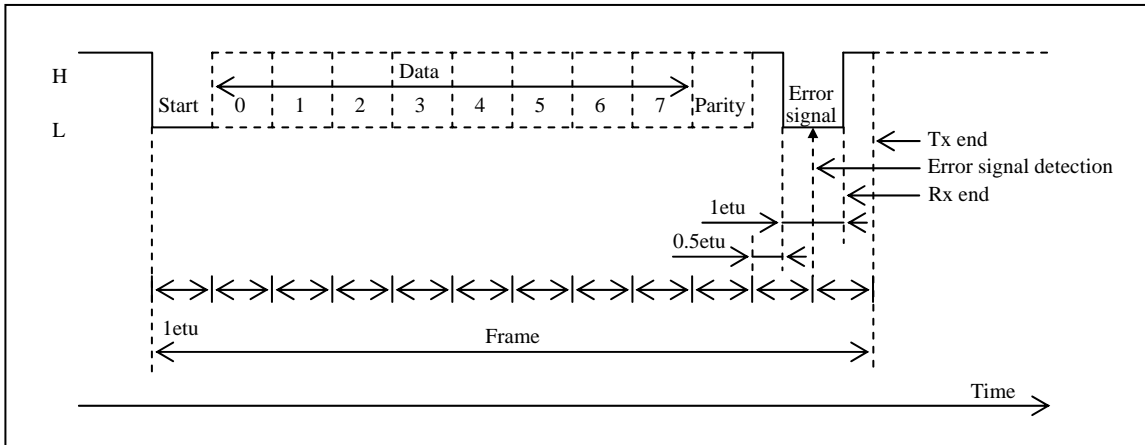 H
Data
Start 0 1 2 3 4 5 6 7 Parity
Error
signal
L
Tx end
Error signal detection
Rx end
1etu
0.5etu
1etu
Frame
Time